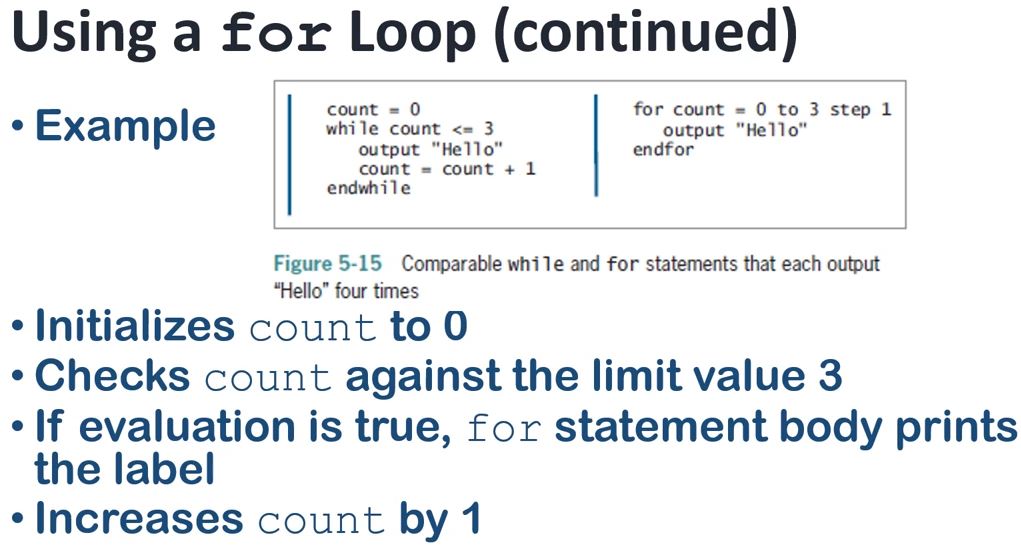 Using a for Loop (continued)
• Example
count = 0
while count <= 3
output "Hello"
count = count + 1
endwhile
for count = 0 to 3 step 1
output "Hello"
endfor
Figure 5-15 Comparable while and for statements that each output
“Hello” four times
• Initializes count to 0
• Checks count against the limit value 3
• If evaluation is true, for statement body prints
the label
• Increases count by 1